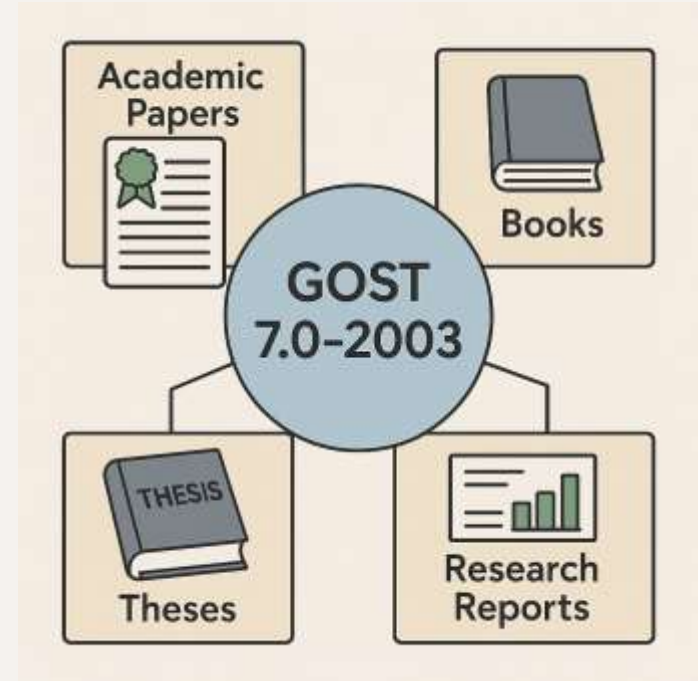 Academic
Papers
Books
GOST
7.0-2003
THESIS
Theses
Research
Reports